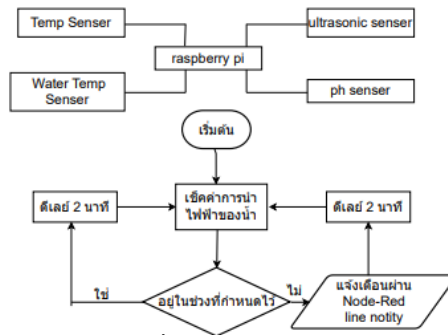 Temp Senser
ultrasonic senser
raspberry pi
Water Temp
Senser
ph senser
เริ่มต้น
ดีเลย์ 2 นาที
เช็คค่าการนำ
ไฟฟ้าของน้ำ
ดีเลย์ 2 นาที
ใช่
อยู่ในช่วงที่กำหนดไว้
ไม่
แจ้งเตือนผ่าน
Node-Red
line notity